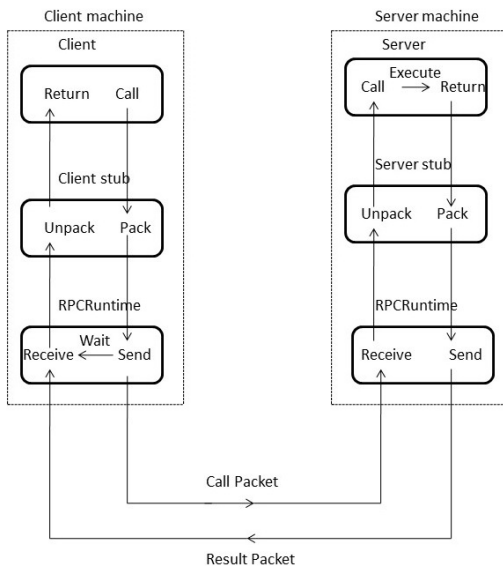 Client machine
Server machine
Client
Server
Return Call
Execute
Call Return
Client stub
Server stub
Unpack Pack
Unpack Pack
RPCRuntime
RPCRuntime
Wait
Receive Send
Receive Send
Call Packet
Result Packet